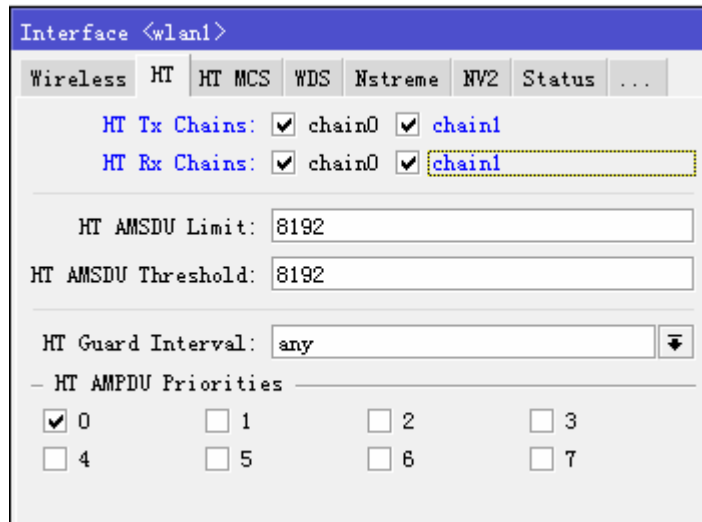 Interface <wlan1>
Wireless HT HT MCS WDS Nstreme NV2 Status ...
HT Tx Chains: chain0 chain1
HT Rx Chains: chain0 chain1
HT AMSDU Limit: 8192
HT AMSDU Threshold: 8192
HT Guard Interval: any
HT AMPDU Priorities
0 1 2 3
4 5 6 7